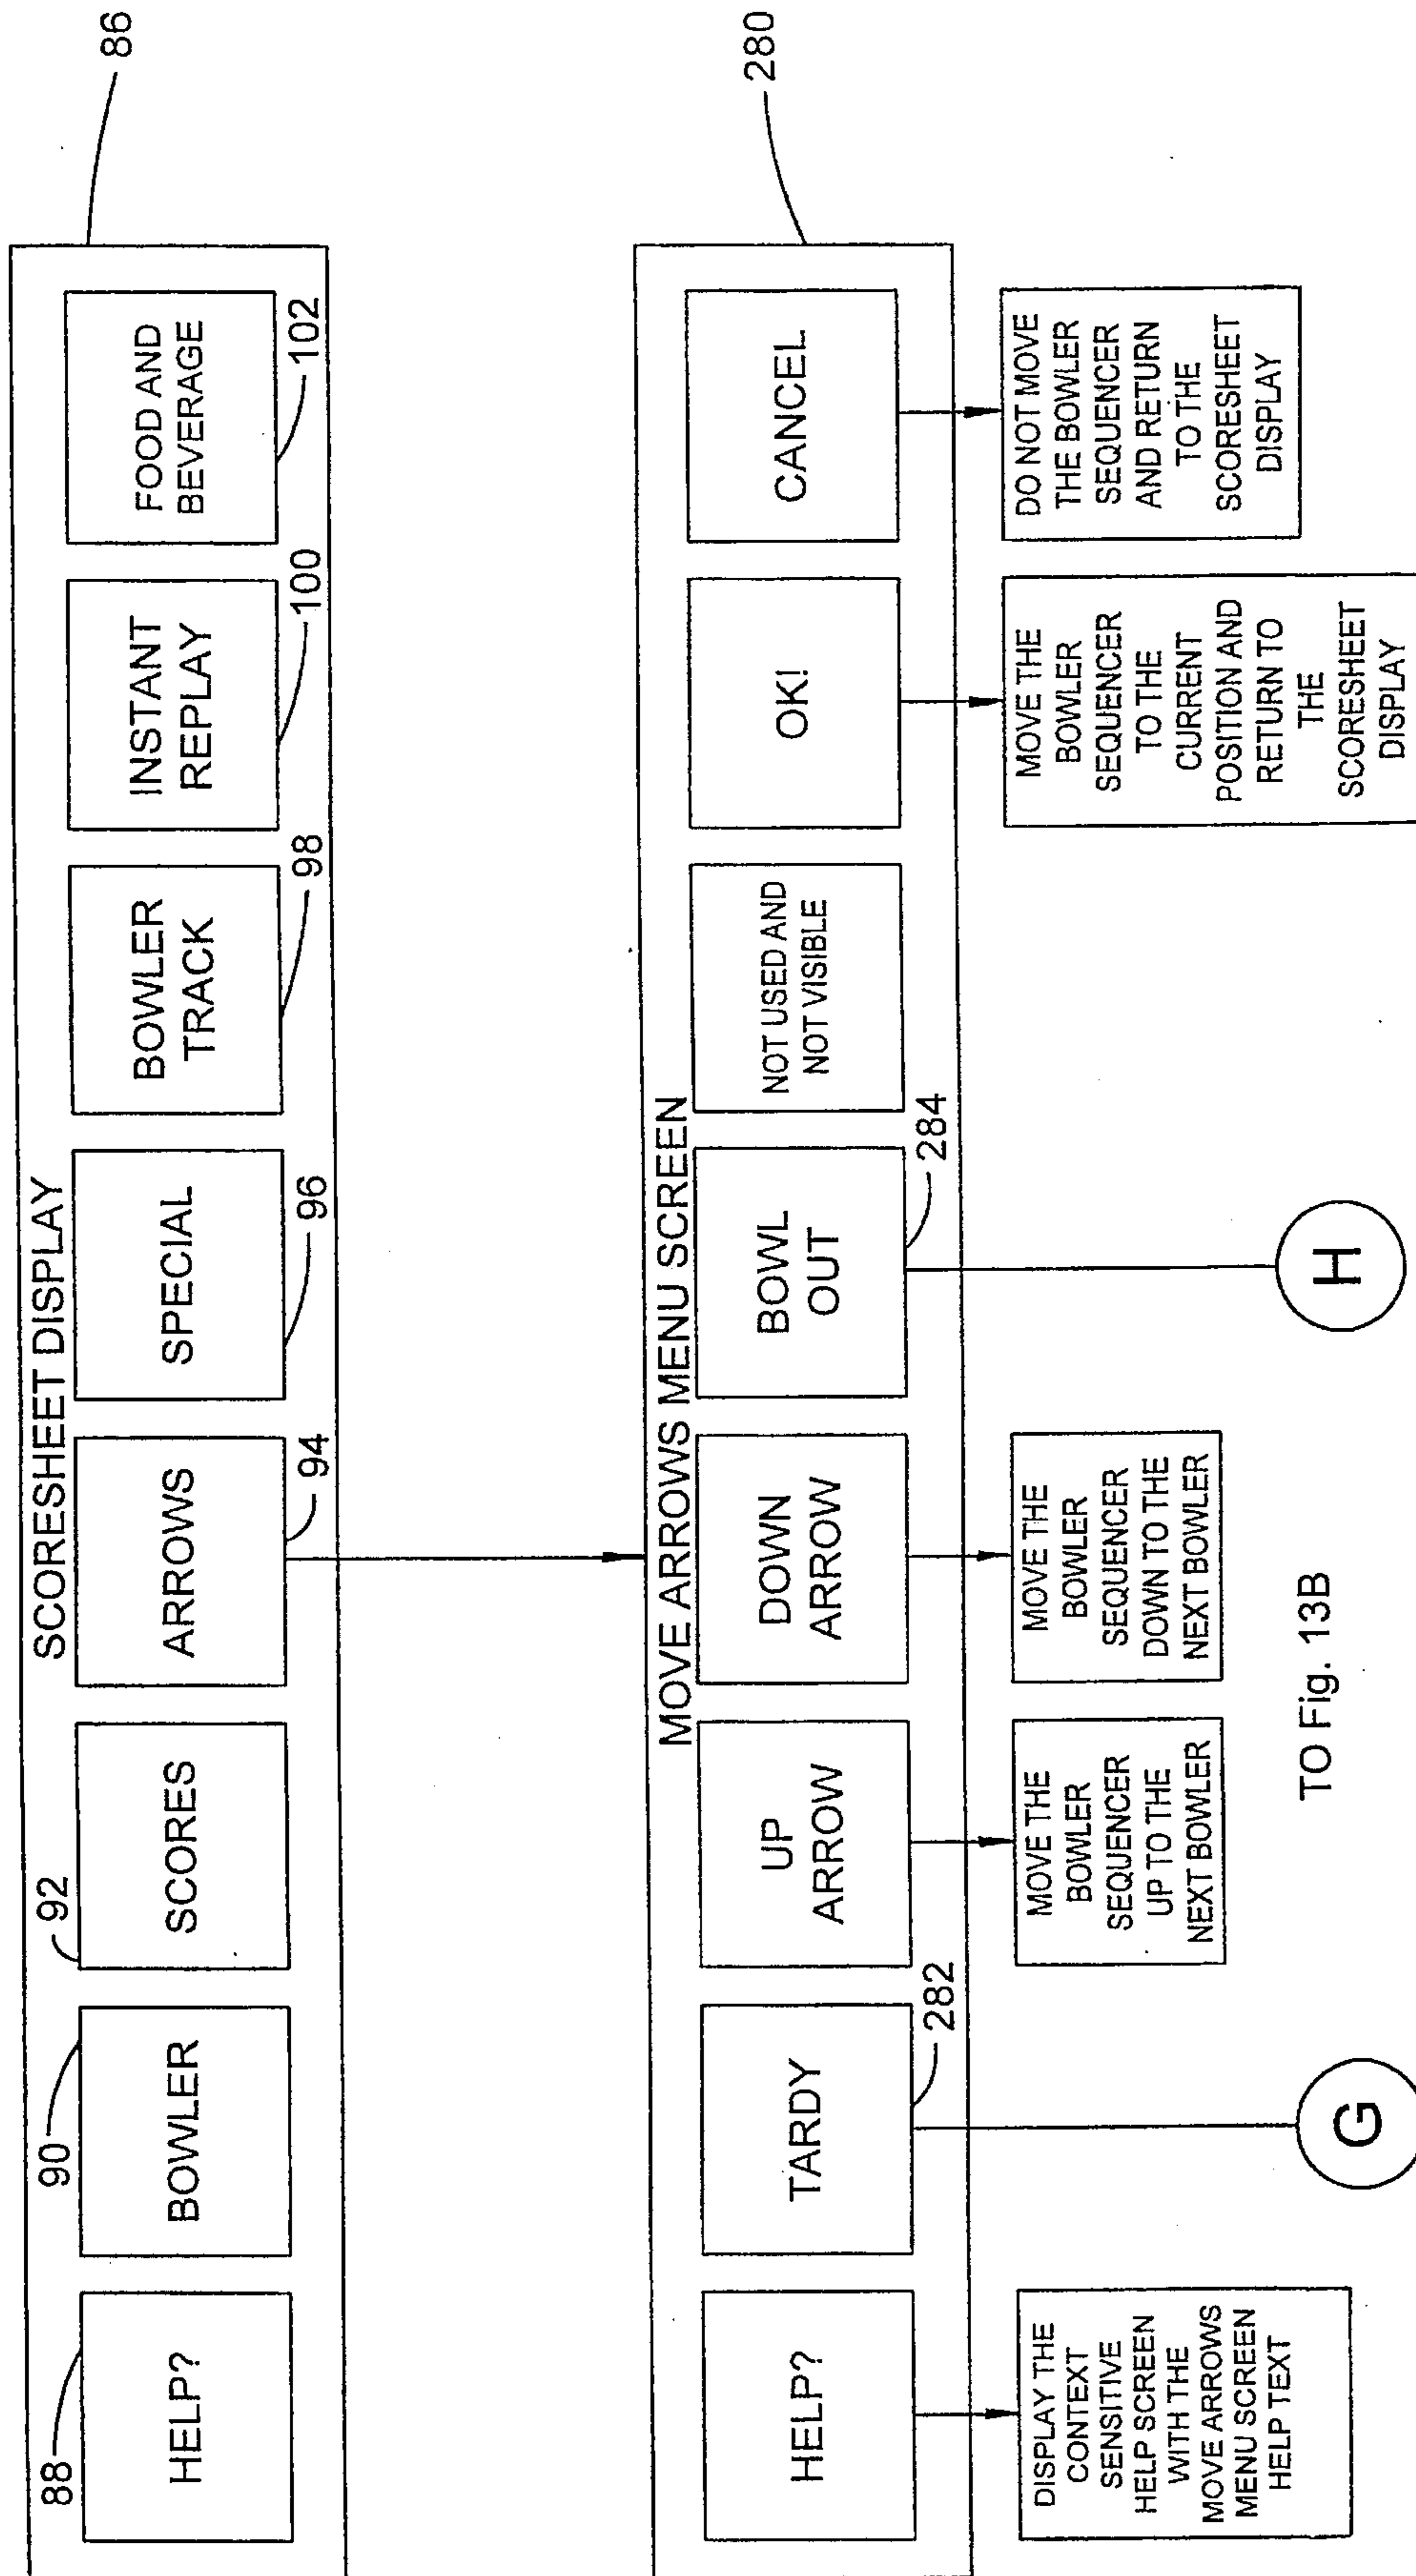 SCORESHEET DISPLAY
86
88
HELP?
90
BOWLER
92
SCORES
ARROWS
94
SPECIAL
96
BOWLER
TRACK
98
INSTANT
REPLAY
100
FOOD AND
BEVERAGE
102
MOVE ARROWS MENU SCREEN
280
HELP?
TARDY
282
UP
ARROW
DOWN
ARROW
BOWL
OUT
284
NOT USED AND
NOT VISIBLE
OK!
CANCEL
DISPLAY THE
CONTEXT
SENSITIVE
HELP SCREEN
WITH THE
MOVE ARROWS
MENU SCREEN
HELP TEXT
G
MOVE THE
BOWLER
SEQUENCER
UP TO THE
NEXT BOWLER
MOVE THE
BOWLER
SEQUENCER
DOWN TO THE
NEXT BOWLER
H
MOVE THE
BOWLER
SEQUENCER
TO THE
CURRENT
POSITION AND
RETURN TO
THE
SCORESHEET
DISPLAY
DO NOT MOVE
THE BOWLER
SEQUENCER
AND RETURN
TO THE
SCORESHEET
DISPLAY
TO Fig. 13B